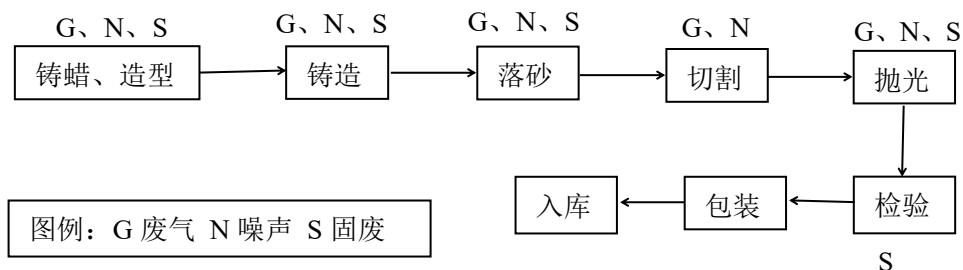 G、N、S
G、N、S
G、N、S
G、N
G、N、S
铸蜡、造型
铸造
落砂
切割
抛光
入库
包装
检验
图例：G 废气 N 噪声 S 固废
S